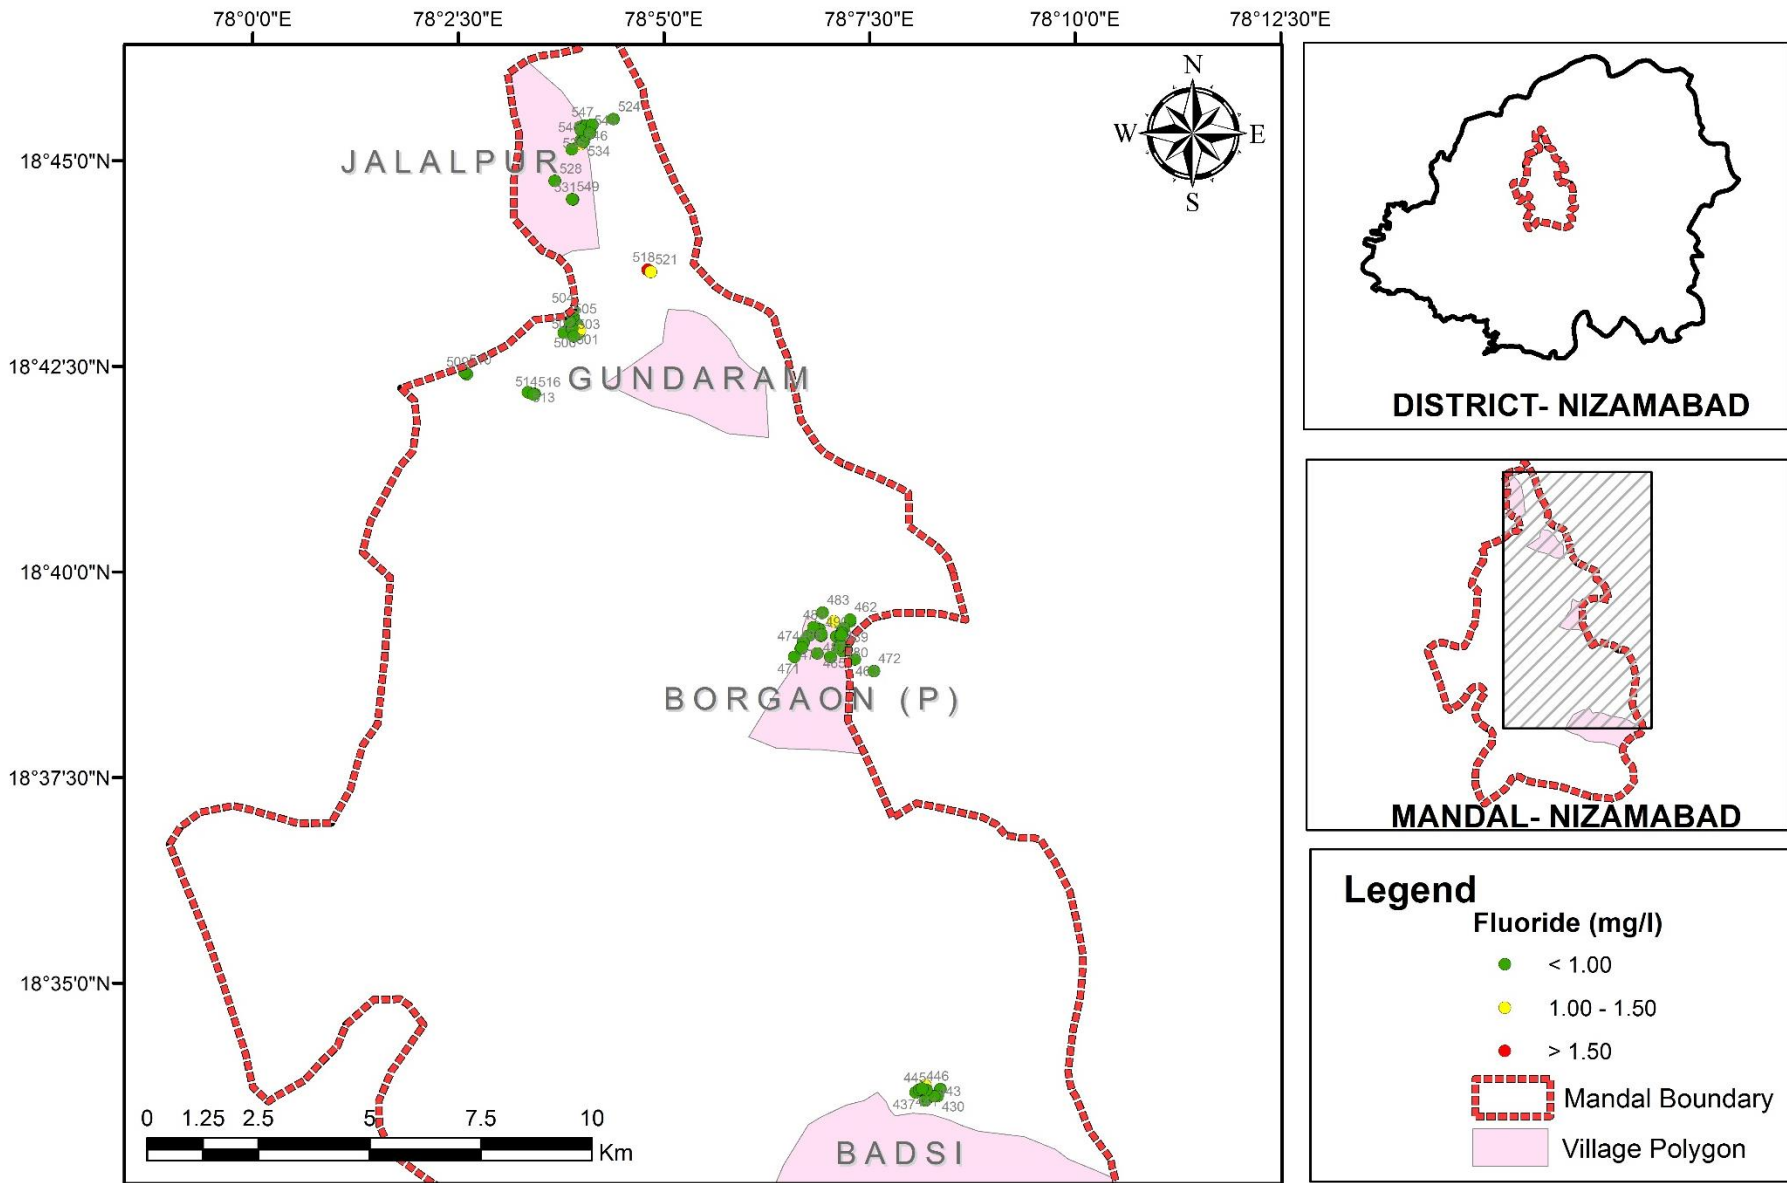 78°0'0"E 78°2'30"E 78°5'0"E 78°7'30"E 78°10'0"E 78°12'30"E
N
W E
S
18°45'0"N
18°42'30"N
18°40'0"N
18°37'30"N
18°35'0"N
547 524
534
JALALPUR
528
531549
518521
504
505
503
501
GUNDARAM
514516
513
483 462
474
480 472
471 465
BORGAON (P)
445446
437 430
BADSI
0 1.25 2.5 5 7.5 10
Km
DISTRICT- NIZAMABAD
MANDAL- NIZAMABAD
Legend
Fluoride (mg/l)
< 1.00
1.00 - 1.50
> 1.50
Mandal Boundary
Village Polygon